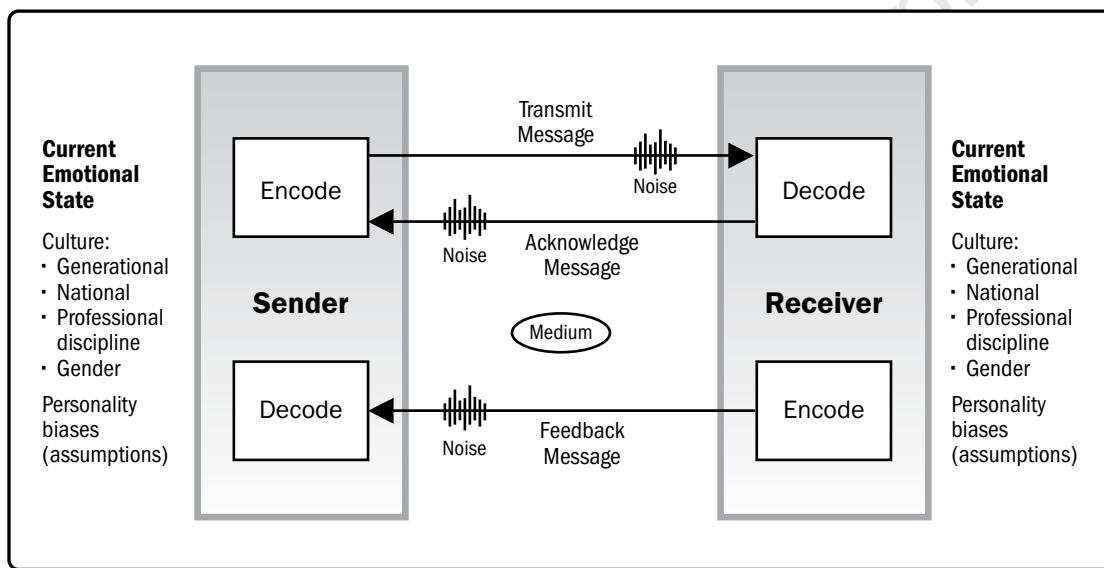 Transmit
Message
Noise
Current
Emotional
State
Culture:
· Generational
· National
· Professional
discipline
· Gender
Personality
biases
(assumptions)
Encode
Sender
Decode
Noise
Acknowledge
Message
Medium
Noise
Feedback
Message
Decode
Receiver
Encode
Current
Emotional
State
Culture:
· Generational
· National
· Professional
discipline
· Gender
Personality
biases
(assumptions)